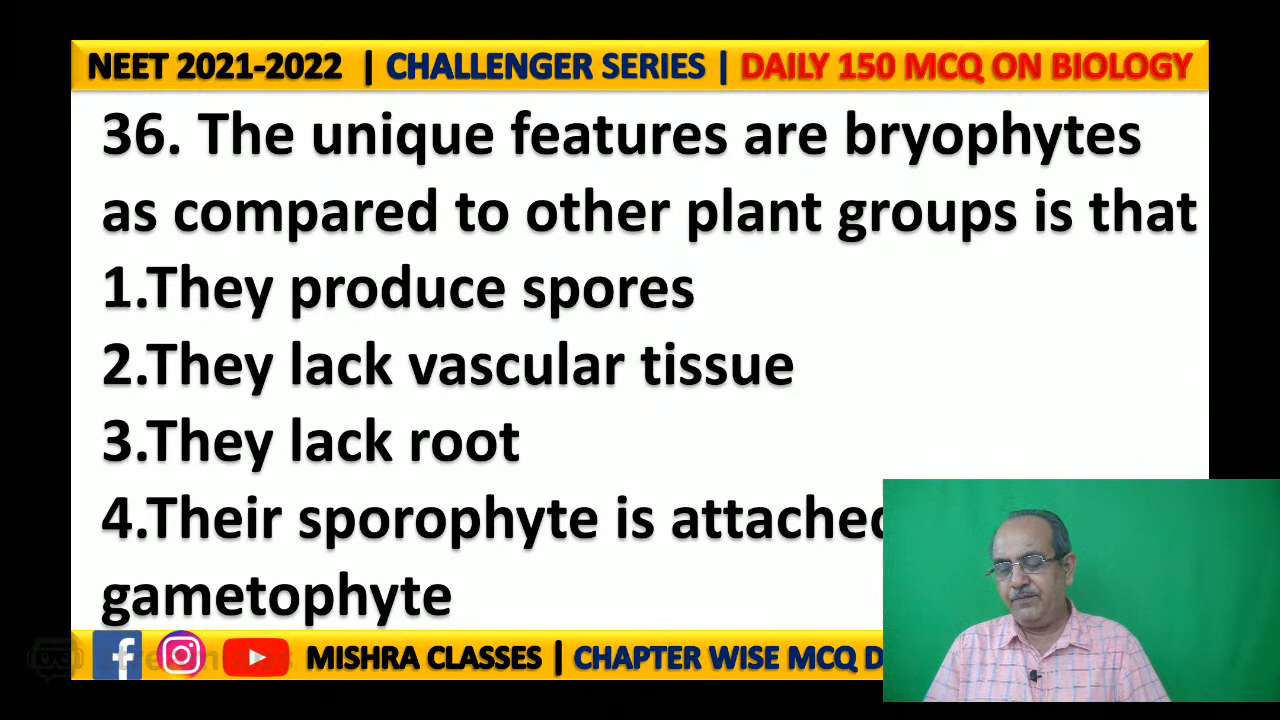 NEET 2021-2022 | CHALLENGER SERIES | DAILY 150 MCQ ON BIOLOGY
36. The unique features are bryophytes
as compared to other plant groups is that
1.They produce spores
2.They lack vascular tissue
3.They lack root
4.Their sporophyte is attached
gametophyte
MISHRA CLASSES | CHAPTER WISE MCQ D